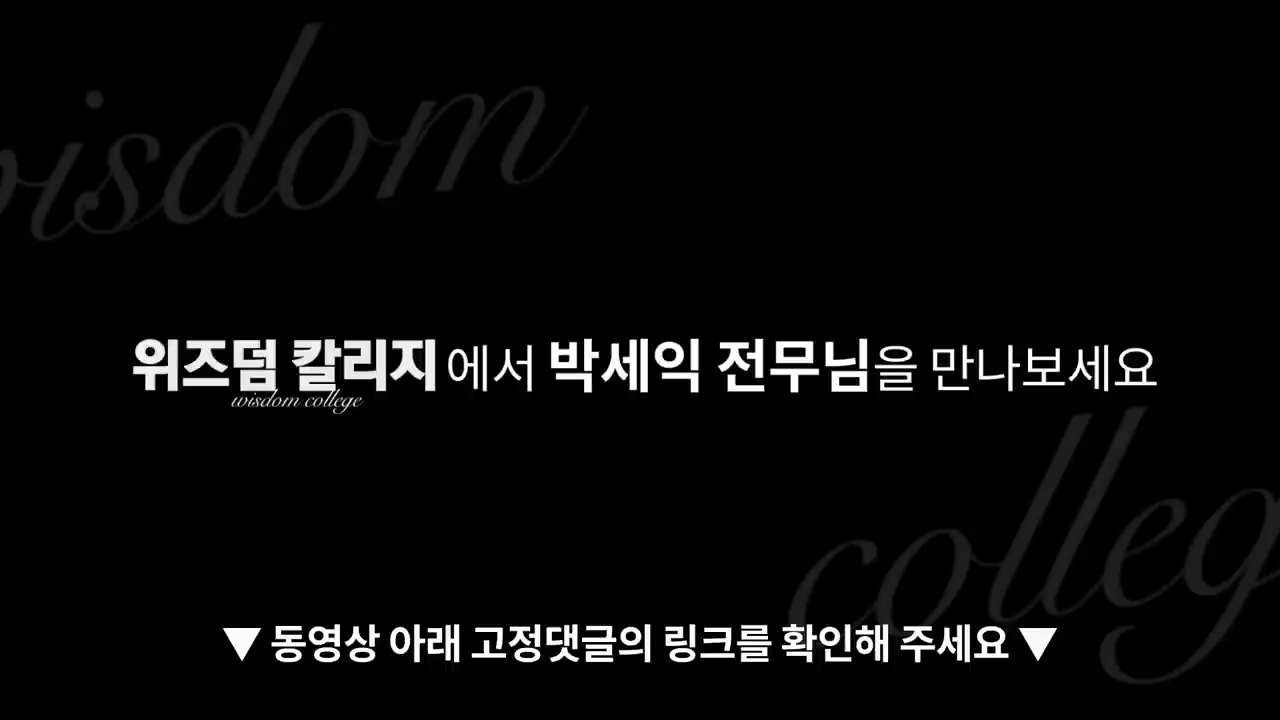 wisdom
위즈덤 칼리지에서 박세익 전무님을 만나보세요
wisdom college
colleg
▼ 동영상 아래 고정댓글의 링크를 확인해 주세요 ▼